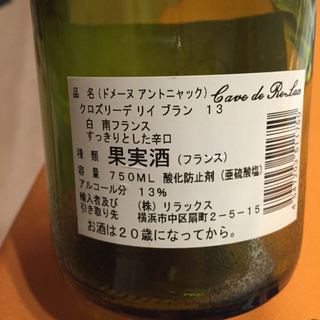 品 名 (ドメーヌ アントニャック) Cave de Re-Lax
クロズリーデ リイ ブラン 13
白 南フランス
すっきりとした辛口
種 類 果実酒 (フランス)
容 量 750ML 酸化防止剤 (亜硫酸塩)
アルコール分 13%
輸入者及び (株) リラックス
引き取り先 横浜市中区扇町2-5-15
お酒は20歳になってから。